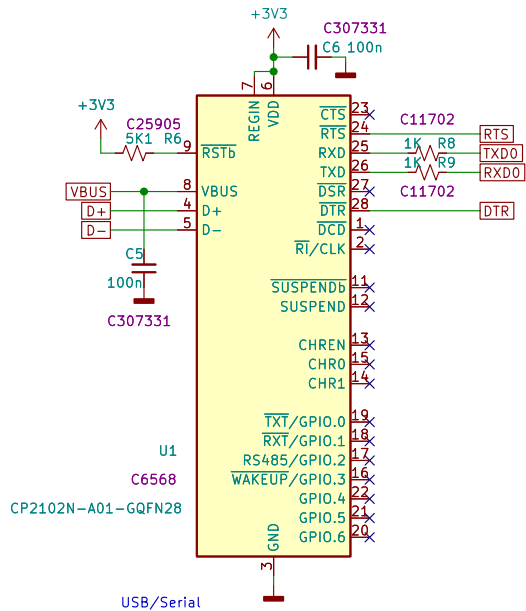 +3V3
C307331
C6 100n
7
6
REGIN
VDD
+3V3
C25905
5K1 R6
9
RSTb
VBUS
8
VBUS
D+
4
D+
D-
5
D-
C5
100n
C307331
CTS
23
C11702
RTS
24
RTS
RXD
25
1K R8
TXD0
TXD
26
1K R9
RXD0
DSR
27
C11702
DTR
28
DTR
DCD
1
RI/CLK
2
SUSPENDb
11
SUSPEND
12
CHREN
13
CHR0
15
CHR1
14
TXT/GPIO.0
19
RXT/GPIO.1
18
RS485/GPIO.2
17
WAKEUP/GPIO.3
16
GPIO.4
22
GPIO.5
21
GPIO.6
20
U1
C6568
CP2102N-A01-GQFN28
GND
3
USB/Serial